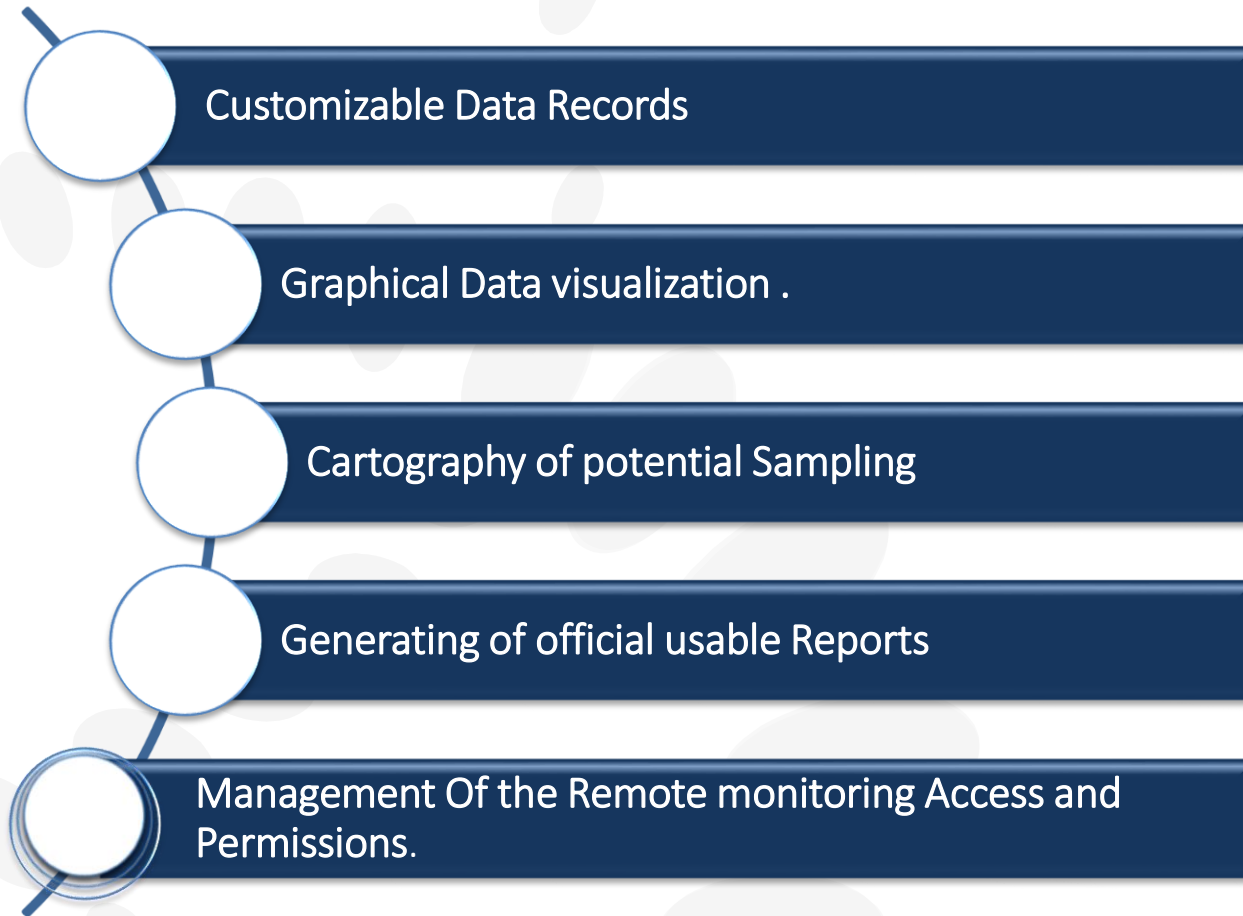 Customizable Data Records
Graphical Data visualization .
Cartography of potential Sampling
Generating of official usable Reports
Management Of the Remote monitoring Access and
Permissions.